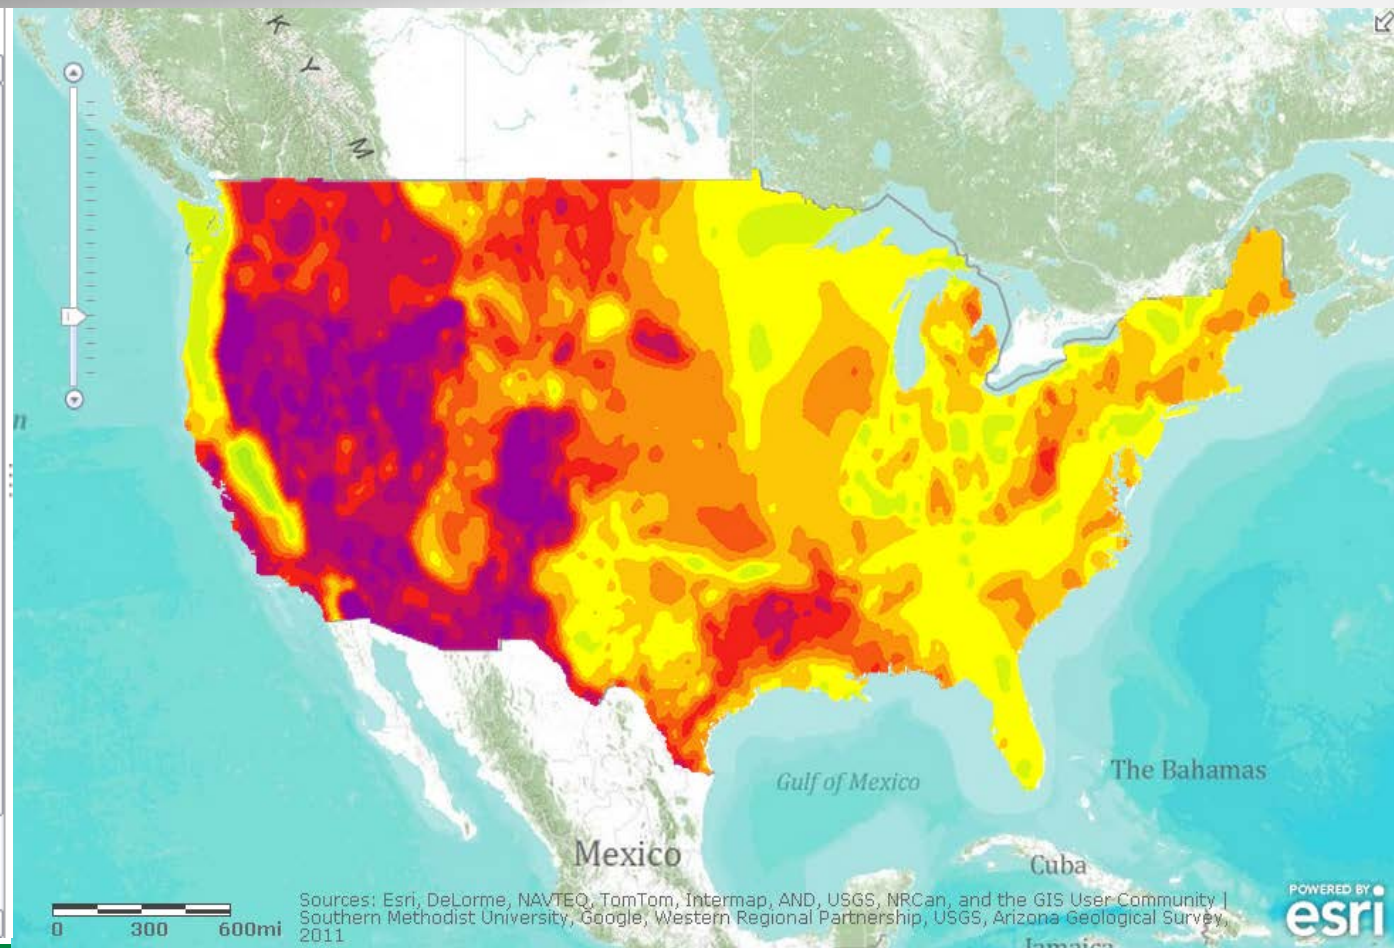 K
Y
M
n
Gulf of Mexico
The Bahamas
Mexico
Cuba
Jamaica
0 300 600mi
Sources: Esri, DeLorme, NAVTEQ, TomTom, Intermap, AND, USGS, NRCan, and the GIS User Community |
Southern Methodist University, Google, Western Regional Partnership, USGS, Arizona Geological Survey,
2011
POWERED BY
esri